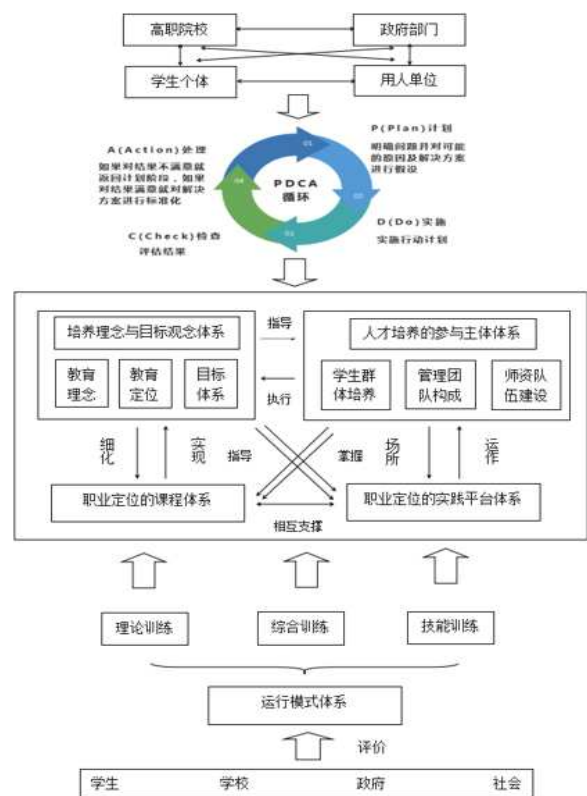 高职院校
政府部门
学生个体
用人单位
A(Action)处理
如果对结果不满意就
返回计划阶段，如果
对结果满意就对解决
方案进行标准化
P(Plan)计划
明确问题并对可能
的原因及解决方案
进行假设
01
02
03
04
PDCA
循环
C(Check)检查
评估结果
D(Do)实施
实施行动计划
培养理念与目标观念体系
指导
人才培养的参与主体体系
教育
理念
教育
定位
目标
体系
执行
学生群
体培养
管理团
队构成
师资队
伍建设
细化
实现
指导
掌握
场所
运作
职业定位的课程体系
相互支撑
职业定位的实践平台体系
理论训练
综合训练
技能训练
运行模式体系
评价
学生 学校 政府 社会